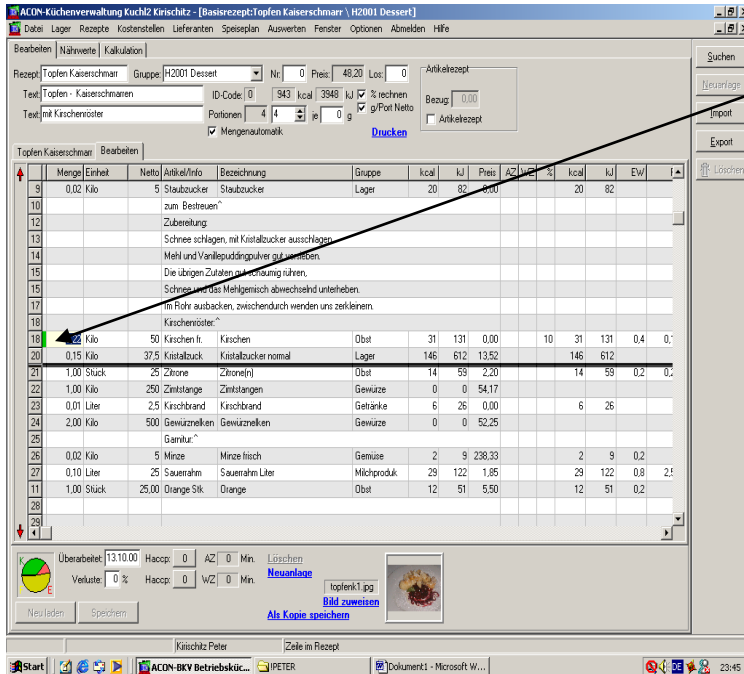 ACON-Küchenverwaltung Kuchl2 Kirischitz - [Basisrezept:Topfen Kaiserschmarr \ H2001 Dessert]
Datei Lager Rezepte Kostenstellen Lieferanten Speiseplan Auswerten Fenster Optionen Abmelden Hilfe
Bearbeiten Nährwerte Kalkulation
Rezept: Topfen Kaiserschmarr Gruppe: H2001 Dessert Nr: 0 Preis: 48,20 Los: 0 Artikelrezept
Text: Topfen - Kaiserschmarren ID-Code: 0 943 kcal 3948 kJ % rechnen Bezug: 0,00
Text: mit Kirschenröster Portionen 4 4 je 0 g g/Port Netto Artikelrezept
Mengenautomatik Drucken
Suchen
Neuanlage
Import
Export
Löschen
Topfen Kaiserschmarr Bearbeiten
Menge Einheit Netto Artikel/Info Bezeichnung Gruppe kcal kJ Preis AZ WZ % kcal kJ EW
9 0,02 Kilo 5 Staubzucker Staubzucker Lager 20 82 0,00 20 82
10 zum Bestreuen^
12 Zubereitung:
13 Schnee schlagen, mit Kristallzucker ausschlagen
14 Mehl und Vanillepuddingpulver gut versieben.
15 Die übrigen Zutaten gut schaumig rühren,
15 Schnee und das Mehlgemisch abwechselnd unterheben.
17 Im Rohr ausbacken, zwischendurch wenden uns zerkleinern.
18 Kirschenröster:^
18 Kilo 50 Kirschen fr. Kirschen Obst 31 131 0,00 10 31 131 0,4
20 0,15 Kilo 37,5 Kristallzuck Kristallzucker normal Lager 146 612 13,52 146 612
21 1,00 Stück 25 Zitrone Zitrone(n) Obst 14 59 2,20 14 59 0,2
22 1,00 Kilo 250 Zimtstange Zimtstangen Gewürze 0 0 54,17
23 0,01 Liter 2,5 Kirschbrand Kirschbrand Getränke 6 26 0,00 6 26
24 2,00 Kilo 500 Gewürznelken Gewürznelken Gewürze 0 0 52,25
25 Garnitur:^
26 0,02 Kilo 5 Minze Minze frisch Gemüse 2 9 238,33 2 9 0,2
27 0,10 Liter 25 Sauerrahm Sauerrahm Liter Milchproduk 29 122 1,85 29 122 0,8
11 1,00 Stück 25,00 Orange Stk Orange Obst 12 51 5,50 12 51 0,2
28
29
K E Überarbeitet: 13.10.00 Haccp: 0 AZ 0 Min. Löschen
Verluste: 0 % Haccp: 0 WZ 0 Min. Neuanlage
topfenk1.jpg
Bild zuweisen
Neu laden Speichern Als Kopie speichern
Kirischitz Peter Zeile im Rezept
Start ACON-BKV Betriebsküc... IPETER Dokument1 - Microsoft W... DE 23:45